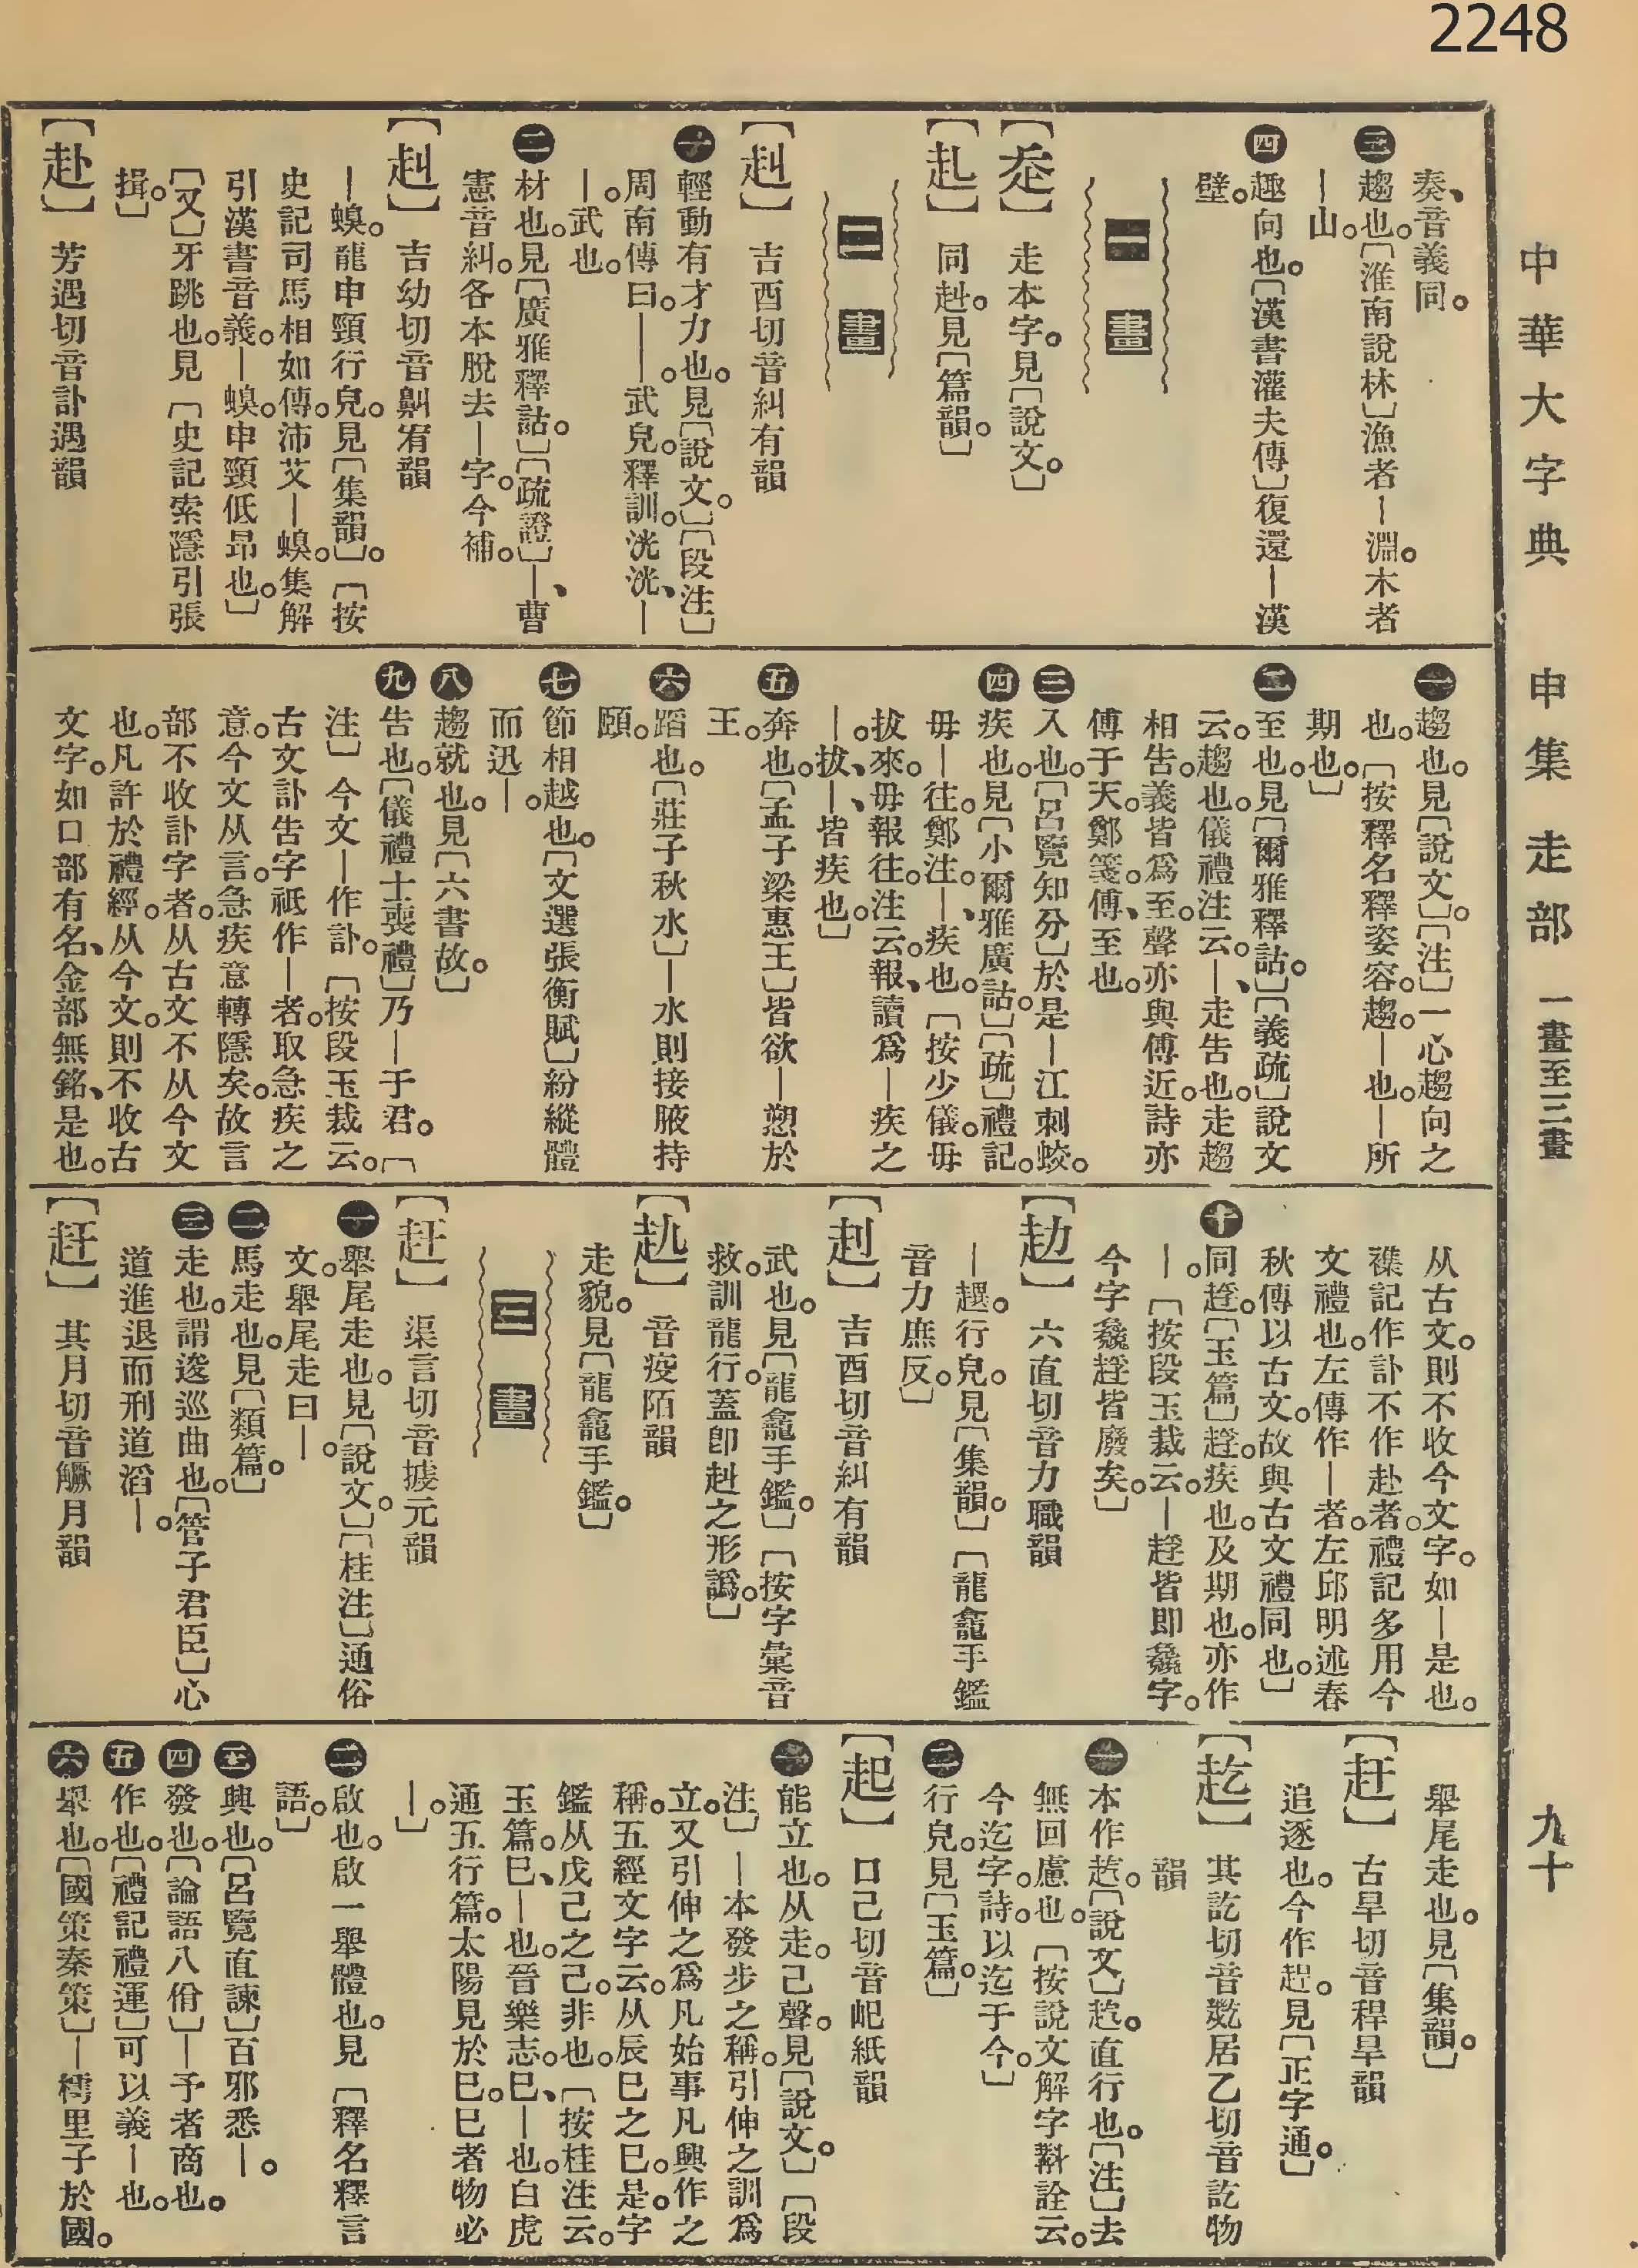 2248
中華大字典　申集　走部　一畫至三畫　九十
奏、音義同。
㊂趨也。〔淮南說林〕漁者｜淵。木者
｜山。
㊃趣向也。〔漢書灌夫傳〕復還｜漢
壁。
一畫
【赱】走本字。見〔說文。〕
【赺】同赳。見〔篇韻。〕
二畫
【赳】吉酉切音糾有韻
㊀輕動有才力也。見〔說文。〕〔段注〕
周南傳曰。｜｜武皃。釋訓。洸洸、｜
｜。武也。
㊁材也。見〔廣雅釋詁。〕〔疏證〕｜、曹
憲音糾。各本脫去｜字。今補。
【赳】吉幼切音䠗宥韻
｜螑。龍申頸行皃。見〔集韻〕。〔按
史記司馬相如傳。沛艾｜螑。集解
引漢書音義。｜螑。申頸低昂也。〕
〔又〕牙跳也。見〔史記索隱引張
揖。〕
【赴】芳遇切音訃遇韻
㊀趨也。見〔說文。〕〔注〕一心趨向之
也。〔按釋名釋姿容。趨。｜也。｜所
期也。〕
㊁至也。見〔爾雅釋詁。〕〔義疏〕說文
云。趨也。儀禮注云。｜、走告也。走趨
相告。義皆爲至。聲亦與傅近。詩亦
傅于天。鄭箋。傅、至也。
㊂入也。〔呂覽知分〕於是｜江刺蛟。
㊃疾也。見〔小爾雅廣詁。〕〔疏〕禮記。
毋｜往。鄭注。｜、疾也。〔按少儀。毋
拔來。毋報往。注云。報、讀爲｜疾之
｜。拔、｜、皆疾也。〕
㊄奔也。〔孟子梁惠王〕皆欲｜愬於
王。
㊅蹈也。〔莊子秋水〕｜水則接腋持
頤。
㊆節相越也。〔文選張衡賦〕紛縱體
而迅｜。
㊇趨就也。見〔六書故。〕
㊈告也。〔儀禮士喪禮〕乃｜于君。〔
注〕今文｜作訃。〔按段玉裁云。
古文訃告字祇作｜者。取急疾之
意。今文从言。急疾意轉隱矣。故言
部不收訃字者。从古文不从今文
也。凡許於禮經。从今文。則不收古
文字。如口部有名、金部無銘、是也。
从古文。則不收今文字。如｜是也。
襍記作訃不作赴者。禮記多用今
文禮也。左傳作｜者。左邱明述春
秋傳以古文。故與古文禮同也。〕
㊉同䞫。〔玉篇〕䞫。疾也。及期也。亦作
｜。〔按段玉裁云。｜䞫皆即鱻字。
今字鱻䞫皆廢矣。〕
【赲】六直切音力職韻
｜趩。行皃。見〔集韻。〕〔龍龕手鑑
音力庶反。〕
吉酉切音糾有韻
武也。見〔龍龕手鑑。〕〔按字彙音
救。訓龍行。蓋卽赳之形譌。〕
音疫陌韻
走貌。見〔龍龕手鑑。〕
三畫
【赶】渠言切音㨿元韻
㊀舉尾走也。見〔說文。〕〔桂注〕通俗
文。舉尾走曰｜。
㊁馬走也。見〔類篇。〕
㊂走也。謂逡巡曲也。〔管子君臣〕心
道進退而刑道滔｜。
【赶】其月切音鱖月韻
舉尾走也。見〔集韻。〕
【赶】古旱切音稈旱韻
追逐也。今作趕。見〔正字通。〕
【趷】其訖切音㰟居乙切音訖物
韻
㊀本作趷。〔說文〕趷。直行也。〔注〕去
無回慮也。〔按說文解字斠詮云。
今迄字。詩。以迄于今。〕
㊁行皃。見〔玉篇。〕
【起】口己切音屺紙韻
㊀能立也。从走。己聲。見〔說文。〕〔段
注〕｜本發步之稱。引伸之訓爲
立。又引伸之爲凡始事凡興作之
稱。五經文字云。从辰巳之巳。是。字
鑑从戊己之己。非也。〔按桂注云。
玉篇。巳、｜也。晉樂志。巳、｜也。白虎
通五行篇。太陽見於巳。巳者物必
｜。〕
㊁啟也。啟一舉體也。見〔釋名釋言
語。〕
㊂興也。〔呂覽直諫〕百邪悉｜。
㊃發也。〔論語八佾〕｜予者商也。
㊄作也。〔禮記禮運〕可以義｜也。
㊅舉也。〔國策秦策〕｜樗里子於國。